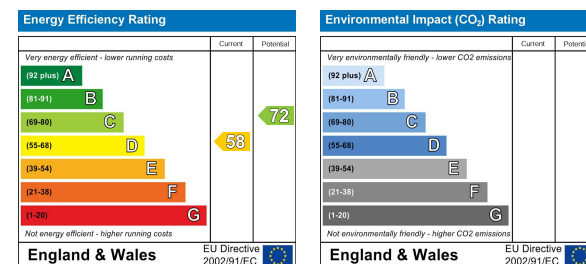 Energy Efficiency Rating
Current Potential
Very energy efficient - lower running costs
(92 plus) A
(81-91) B
(69-80) C
72
(55-68) D
58
(39-54) E
(21-38) F
(1-20) G
Not energy efficient - higher running costs
England & Wales
EU Directive
2002/91/EC
Environmental Impact (CO₂) Rating
Current Potenti
Very environmentally friendly - lower CO2 emissions
(92 plus) A
(81-91) B
(69-80) C
(55-68) D
(39-54) E
(21-38) F
(1-20) G
Not environmentally friendly - higher CO2 emissions
England & Wales
EU Directive
2002/91/EC